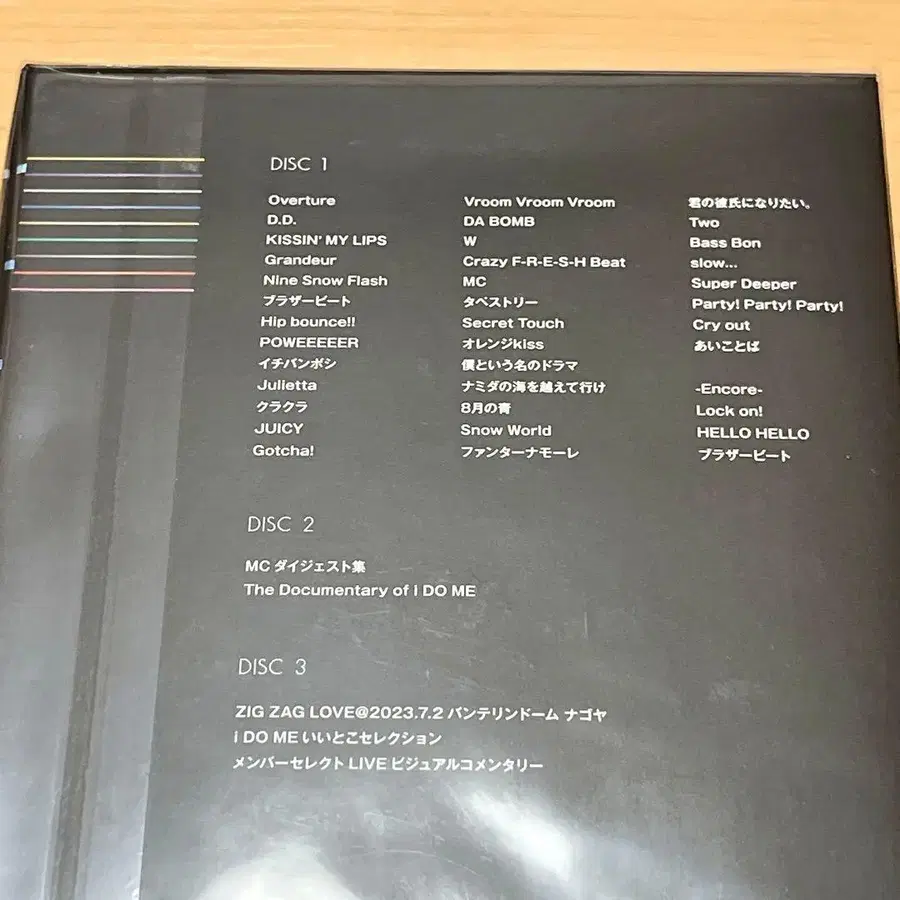 DISC 1
Overture
D.D.
KISSIN' MY LIPS
Grandeur
Nine Snow Flash
ブラザービート
Hip bounce!!
POWEEEEER
イチバンボシ
Julietta
クラクラ
JUICY
Gotcha!
Vroom Vroom Vroom
DA BOMB
W
Crazy F-R-E-S-H Beat
MC
タペストリー
Secret Touch
オレンジkiss
僕という名のドラマ
ナミダの海を越えて行け
8月の青
Snow World
ファンターナモーレ
君の彼氏になりたい。
Two
Bass Bon
slow...
Super Deeper
Party! Party! Party!
Cry out
あいことば
-Encore-
Lock on!
HELLO HELLO
ブラザービート
DISC 2
MCダイジェスト集
The Documentary of i DO ME
DISC 3
ZIG ZAG LOVE@2023.7.2 バンテリンドーム ナゴヤ
i DO ME いいとこセレクション
メンバーセレクト LIVE ビジュアルコメンタリー